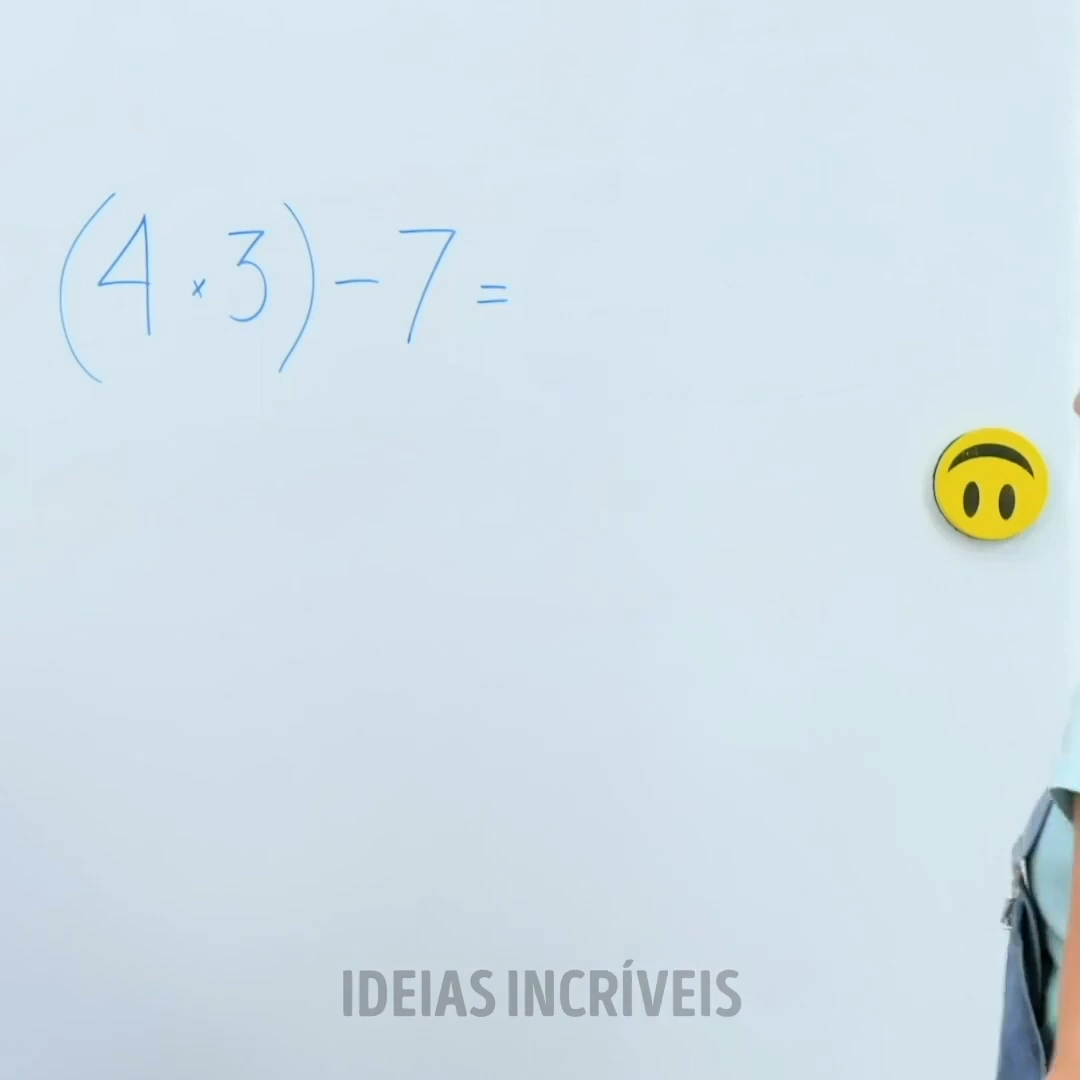 (4 × 3) - 7 =
IDEIAS INCRÍVEIS